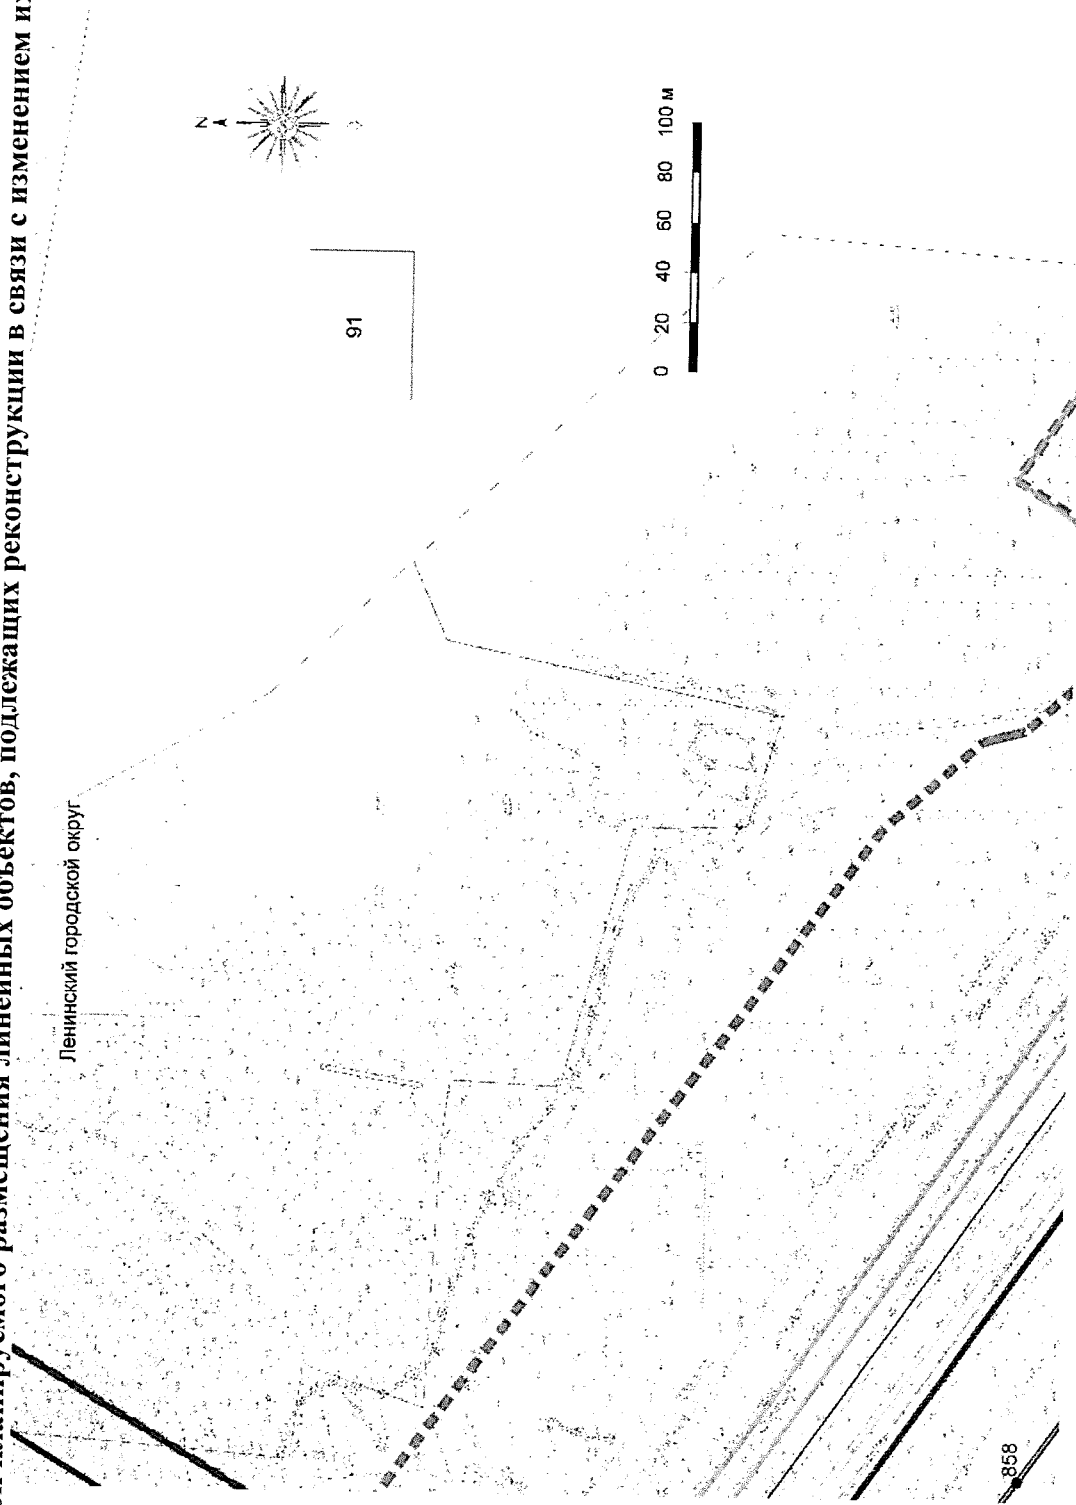 планируемого размещения линейных объектов, подлежащих реконструкции в связи с изменением их
N
91
Ленинский городской округ
0 20 40 60 80 100 м
858